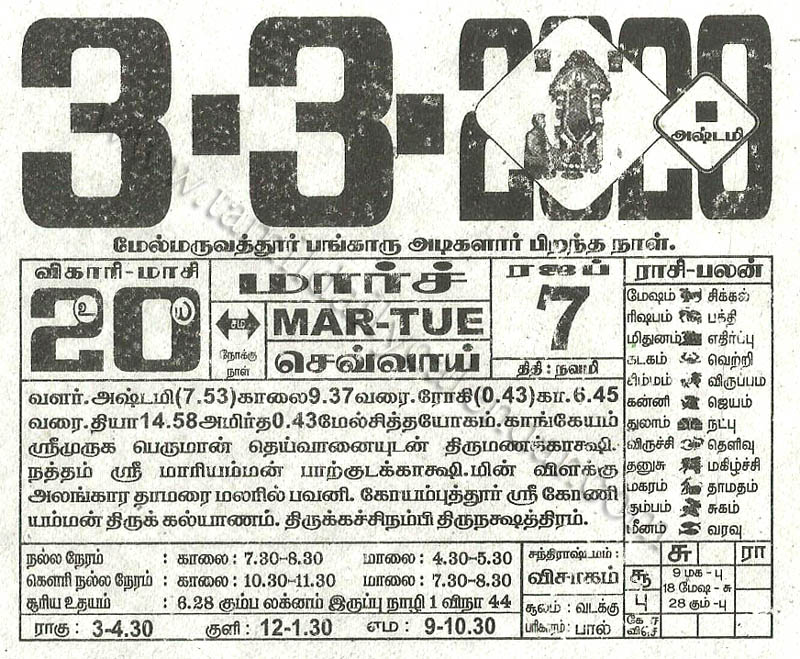 3-3-2020
அஷ்டமி
மேல்மருவத்தூர் பங்காரு அடிகளார் பிறந்த நாள்.
விகாரி-மாசி
20
உ
ய
மார்ச்
சம
நோக்கு
நாள்
MAR-TUE
செவ்வாய்
ரஜப்
7
திதி : நவமி
ராசி-பலன்
மேஷம் சிக்கல்
ரிஷபம் பக்தி
மிதுனம் எதிர்ப்பு
கடகம் வெற்றி
சிம்மம் விருப்பம்
கன்னி ஜெயம்
துலாம் நட்பு
விருச்சி தெளிவு
தனுசு மகிழ்ச்சி
மகரம் தாமதம்
கும்பம் சுகம்
மீனம் வரவு
வளர்.அஷ்டமி(7.53)காலை9.37வரை.ரோகி(0.43)கா.6.45
வரை.தியா14.58அமிர்த0.43மேல்சித்தயோகம்.காங்கேயம்
ஸ்ரீமுருக பெருமான் தெய்வானையுடன் திருமணக்காக்ஷி.
நத்தம் ஸ்ரீ மாரியம்மன் பாற்குடக்காக்ஷி.மின் விளக்கு
அலங்கார தாமரை மலரில் பவனி. கோயம்புத்தூர் ஸ்ரீ கோணி
யம்மன் திருக் கல்யாணம். திருக்கச்சிநம்பி திருநக்ஷத்திரம்.
நல்ல நேரம் : காலை : 7.30-8.30 மாலை : 4.30-5.30
கௌரி நல்ல நேரம் : காலை : 10.30-11.30 மாலை : 7.30-8.30
சூரிய உதயம் : 6.28 கும்ப லக்னம் இருப்பு நாழி 1 விநா 44
ராகு : 3-4.30 குளி : 12-1.30 எம : 9-10.30
சந்திராஷ்டமம் :
விசாகம்
சூலம் : வடக்கு
பரிகாரம் : பால்
சு ரா
சூ 9 மக - பு
18 மேஷ - சு
பு 28 கும் - பு